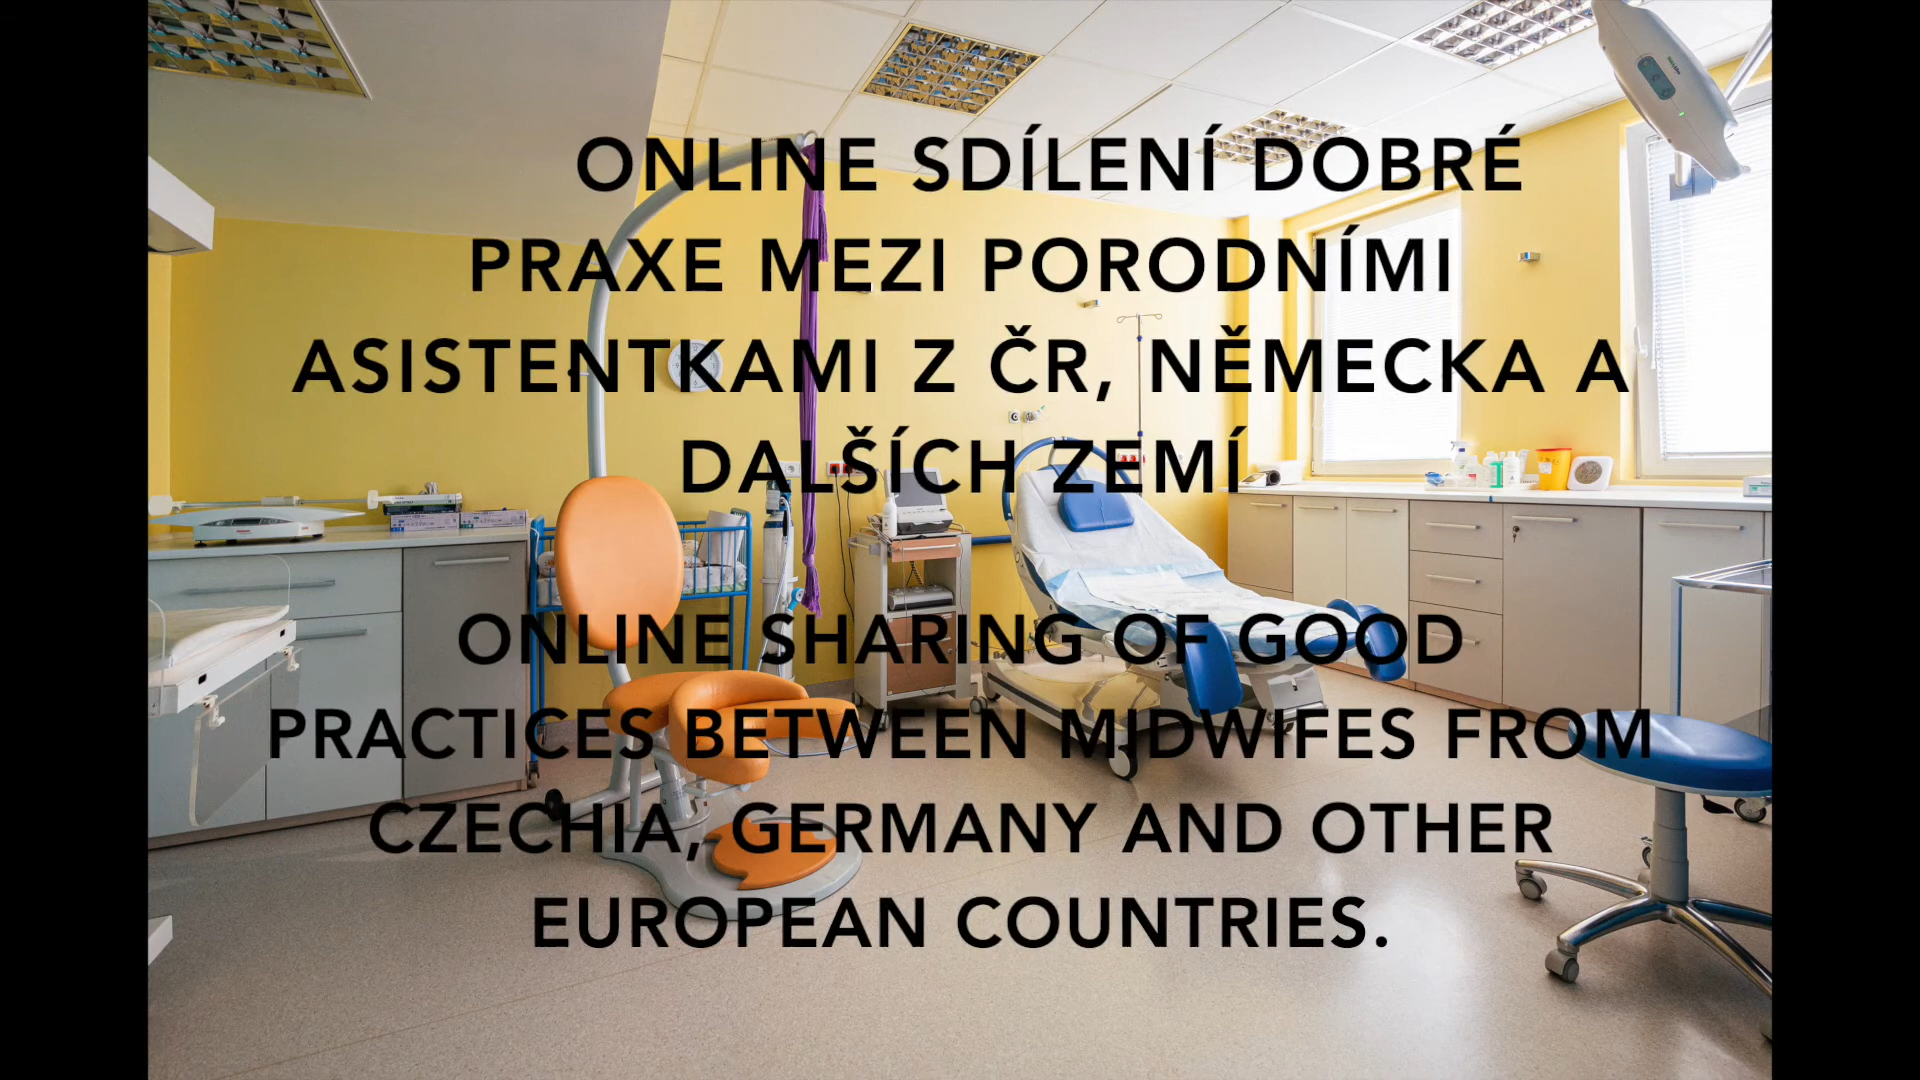 ONLINE SDÍLENÍ DOBRÉ
PRAXE MEZI PORODNÍMI
ASISTENTKAMI Z ČR, NĚMECKA A
DALŠÍCH ZEMÍ
ONLINE SHARING OF GOOD
PRACTICES BETWEEN MIDWIFES FROM
CZECHIA, GERMANY AND OTHER
EUROPEAN COUNTRIES.